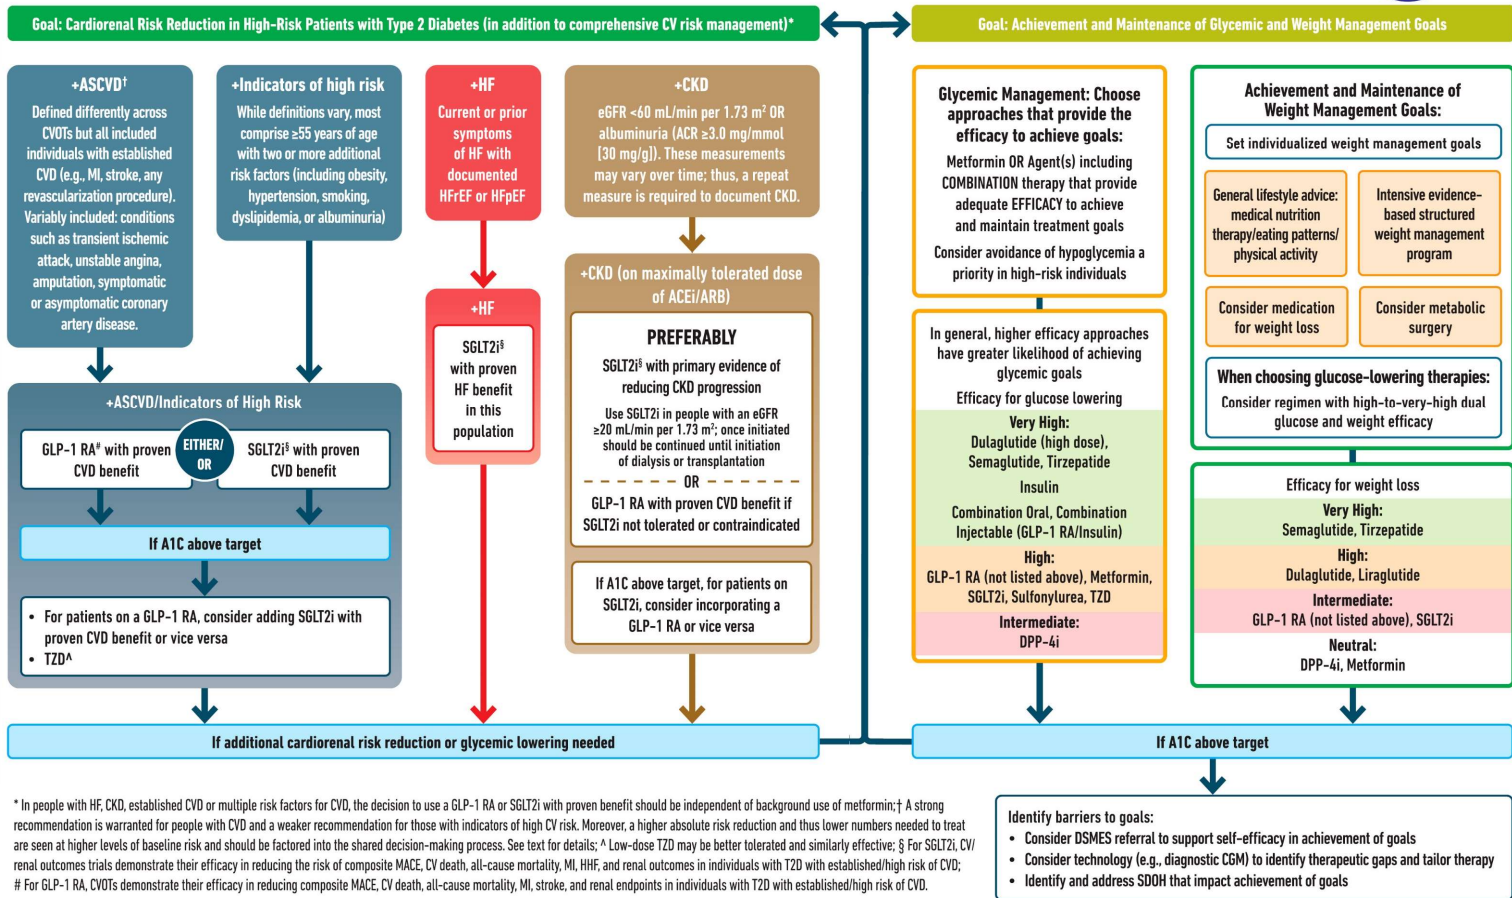 Goal: Cardiorenal Risk Reduction in High-Risk Patients with Type 2 Diabetes (in addition to comprehensive CV risk management)*
Goal: Achievement and Maintenance of Glycemic and Weight Management Goals
+ASCVD†
Defined differently across
CVOTs but all included
individuals with established
CVD (e.g., MI, stroke, any
revascularization procedure).
Variably included: conditions
such as transient ischemic
attack, unstable angina,
amputation, symptomatic
or asymptomatic coronary
artery disease.
+Indicators of high risk
While definitions vary, most
comprise ≥55 years of age
with two or more additional
risk factors (including obesity,
hypertension, smoking,
dyslipidemia, or albuminuria)
+HF
Current or prior
symptoms
of HF with
documented
HFrEF or HFpEF
+CKD
eGFR <60 mL/min per 1.73 m² OR
albuminuria (ACR ≥3.0 mg/mmol
[30 mg/g]). These measurements
may vary over time; thus, a repeat
measure is required to document CKD.
+ASCVD/Indicators of High Risk
GLP-1 RA# with proven
CVD benefit
EITHER/
OR
SGLT2i§ with proven
CVD benefit
If A1C above target
• For patients on a GLP-1 RA, consider adding SGLT2i with
proven CVD benefit or vice versa
• TZD^
+HF
SGLT2i§
with proven
HF benefit
in this
population
+CKD (on maximally tolerated dose
of ACEi/ARB)
PREFERABLY
SGLT2i§ with primary evidence of
reducing CKD progression
Use SGLT2i in people with an eGFR
≥20 mL/min per 1.73 m²; once initiated
should be continued until initiation
of dialysis or transplantation
OR
GLP-1 RA with proven CVD benefit if
SGLT2i not tolerated or contraindicated
If A1C above target, for patients on
SGLT2i, consider incorporating a
GLP-1 RA or vice versa
If additional cardiorenal risk reduction or glycemic lowering needed
Glycemic Management: Choose
approaches that provide the
efficacy to achieve goals:
Metformin OR Agent(s) including
COMBINATION therapy that provide
adequate EFFICACY to achieve
and maintain treatment goals
Consider avoidance of hypoglycemia a
priority in high-risk individuals
In general, higher efficacy approaches
have greater likelihood of achieving
glycemic goals
Efficacy for glucose lowering
Very High:
Dulaglutide (high dose),
Semaglutide, Tirzepatide
Insulin
Combination Oral, Combination
Injectable (GLP-1 RA/Insulin)
High:
GLP-1 RA (not listed above), Metformin,
SGLT2i, Sulfonylurea, TZD
Intermediate:
DPP-4i
Achievement and Maintenance of
Weight Management Goals:
Set individualized weight management goals
General lifestyle advice:
medical nutrition
therapy/eating patterns/
physical activity
Intensive evidence-
based structured
weight management
program
Consider medication
for weight loss
Consider metabolic
surgery
When choosing glucose-lowering therapies:
Consider regimen with high-to-very-high dual
glucose and weight efficacy
Efficacy for weight loss
Very High:
Semaglutide, Tirzepatide
High:
Dulaglutide, Liraglutide
Intermediate:
GLP-1 RA (not listed above), SGLT2i
Neutral:
DPP-4i, Metformin
If A1C above target
Identify barriers to goals:
• Consider DSMES referral to support self-efficacy in achievement of goals
• Consider technology (e.g., diagnostic CGM) to identify therapeutic gaps and tailor therapy
• Identify and address SDOH that impact achievement of goals
* In people with HF, CKD, established CVD or multiple risk factors for CVD, the decision to use a GLP-1 RA or SGLT2i with proven benefit should be independent of background use of metformin;† A strong
recommendation is warranted for people with CVD and a weaker recommendation for those with indicators of high CV risk. Moreover, a higher absolute risk reduction and thus lower numbers needed to treat
are seen at higher levels of baseline risk and should be factored into the shared decision-making process. See text for details; ^ Low-dose TZD may be better tolerated and similarly effective; § For SGLT2i, CV/
renal outcomes trials demonstrate their efficacy in reducing the risk of composite MACE, CV death, all-cause mortality, MI, HHF, and renal outcomes in individuals with T2D with established/high risk of CVD;
# For GLP-1 RA, CVOTs demonstrate their efficacy in reducing composite MACE, CV death, all-cause mortality, MI, stroke, and renal endpoints in individuals with T2D with established/high risk of CVD.